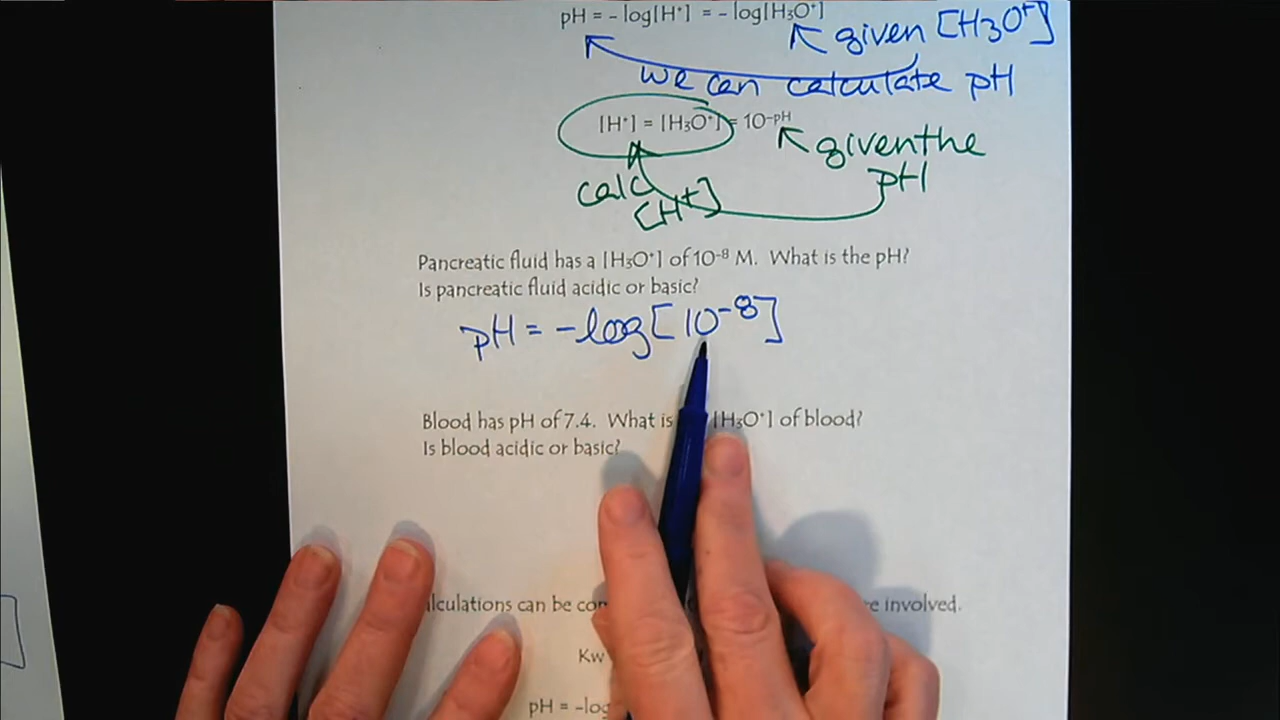 pH = - log[H⁺] = - log[H₃O⁺]
given [H3O⁺]
we can calculate pH
[H⁺] = [H₃O⁺] = 10⁻ᵖᴴ
given the
pH
calc
[H⁺]
Pancreatic fluid has a [H₃O⁺] of 10⁻⁸ M. What is the pH?
Is pancreatic fluid acidic or basic?
pH = -log[10⁻⁸]
Blood has pH of 7.4. What is [H₃O⁺] of blood?
Is blood acidic or basic?
can be involved.
Kw
pH = -log